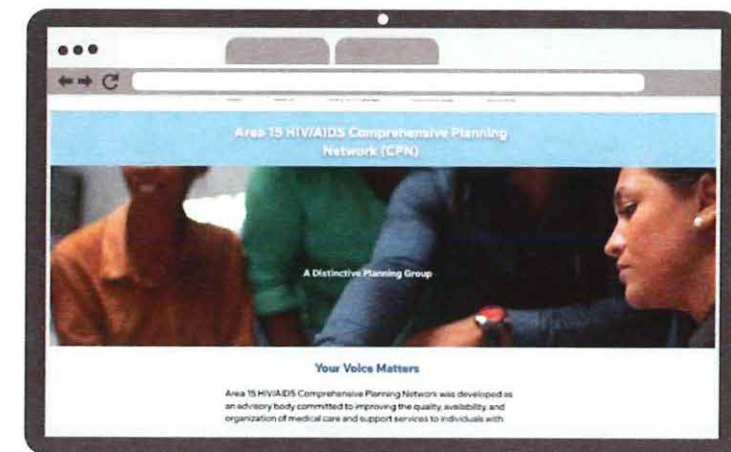 Area 15 HIV/AIDS Comprehensive Planning
Network (CPN)
A Distinctive Planning Group
Your Voice Matters
Area 15 HIV/AIDS Comprehensive Planning Network was developed as
an advisory body committed to improving the quality, availability, and
organization of medical care and support services to individuals with